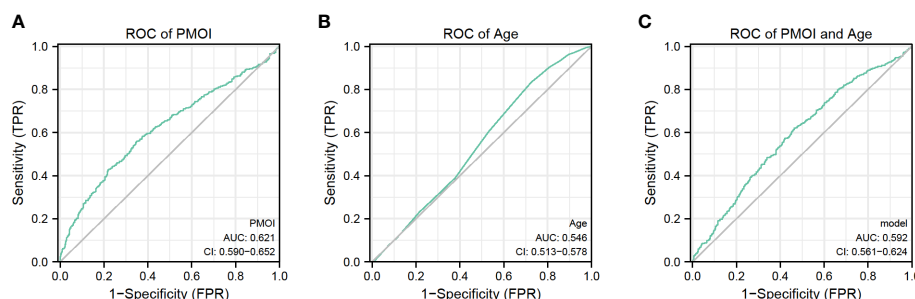 A
ROC of PMOI
Sensitivity (TPR)
1.0
0.8
0.6
0.4
0.2
0.0
PMOI
AUC: 0.621
CI: 0.590−0.652
0.0 0.2 0.4 0.6 0.8 1.0
1−Specificity (FPR)
B
ROC of Age
Sensitivity (TPR)
1.0
0.8
0.6
0.4
0.2
0.0
Age
AUC: 0.546
CI: 0.513−0.578
0.0 0.2 0.4 0.6 0.8 1.0
1−Specificity (FPR)
C
ROC of PMOI and Age
Sensitivity (TPR)
1.0
0.8
0.6
0.4
0.2
0.0
model
AUC: 0.592
CI: 0.561−0.624
0.0 0.2 0.4 0.6 0.8 1.0
1−Specificity (FPR)